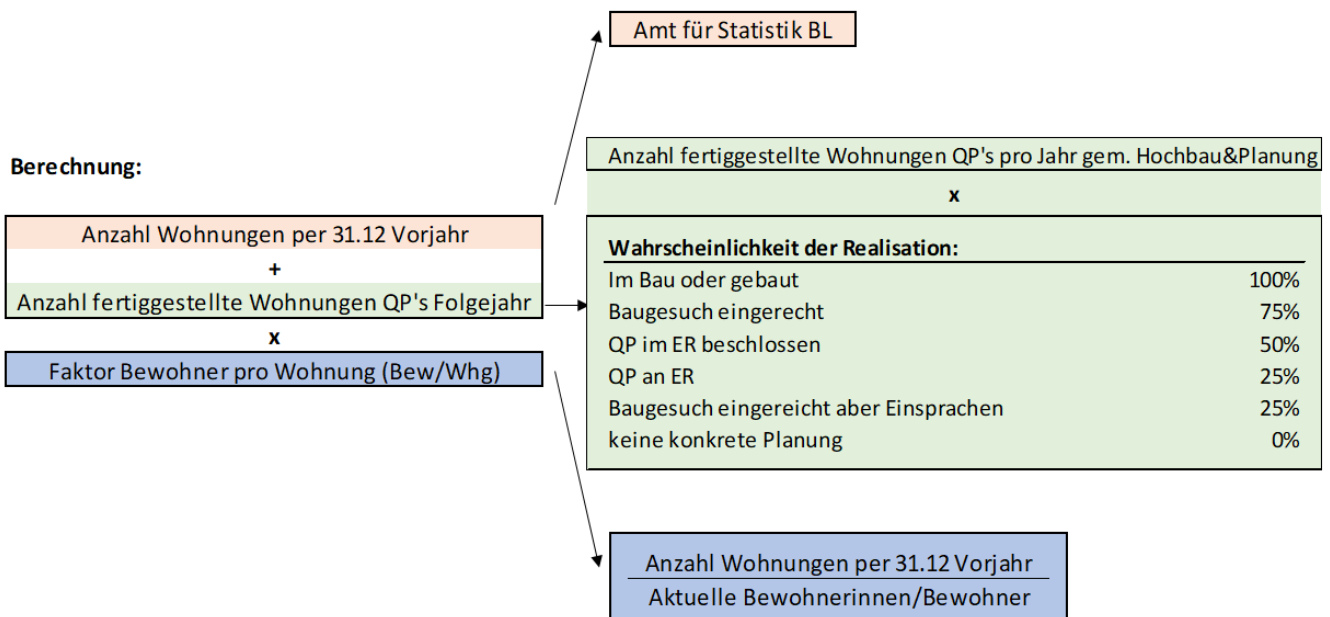 Amt für Statistik BL
Berechnung:
Anzahl Wohnungen per 31.12 Vorjahr
+
Anzahl fertiggestellte Wohnungen QP's Folgejahr
x
Faktor Bewohner pro Wohnung (Bew/Whg)
Anzahl fertiggestellte Wohnungen QP's pro Jahr gem. Hochbau&Planung
x
Wahrscheinlichkeit der Realisation:
Im Bau oder gebaut 100%
Baugesuch eingerecht 75%
QP im ER beschlossen 50%
QP an ER 25%
Baugesuch eingereicht aber Einsprachen 25%
keine konkrete Planung 0%
Anzahl Wohnungen per 31.12 Vorjahr
Aktuelle Bewohnerinnen/Bewohner